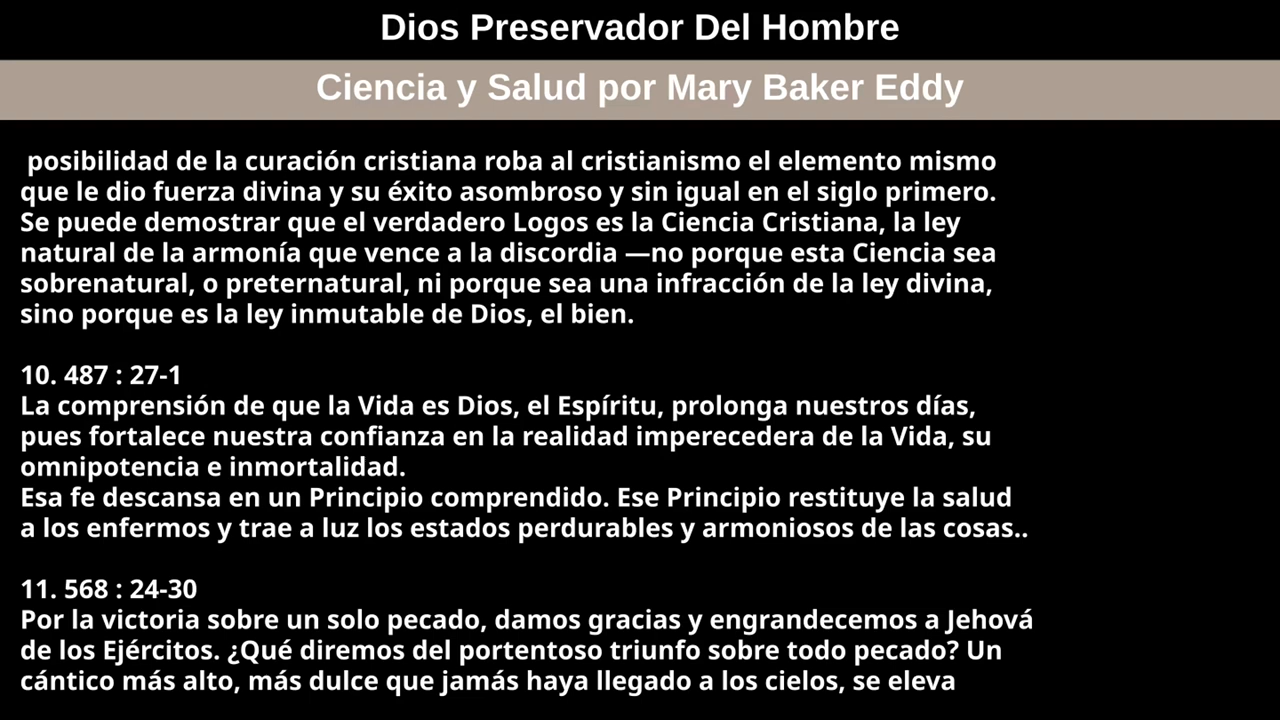 Dios Preservador Del Hombre
Ciencia y Salud por Mary Baker Eddy
posibilidad de la curación cristiana roba al cristianismo el elemento mismo
que le dio fuerza divina y su éxito asombroso y sin igual en el siglo primero.
Se puede demostrar que el verdadero Logos es la Ciencia Cristiana, la ley
natural de la armonía que vence a la discordia —no porque esta Ciencia sea
sobrenatural, o preternatural, ni porque sea una infracción de la ley divina,
sino porque es la ley inmutable de Dios, el bien.
10. 487 : 27-1
La comprensión de que la Vida es Dios, el Espíritu, prolonga nuestros días,
pues fortalece nuestra confianza en la realidad imperecedera de la Vida, su
omnipotencia e inmortalidad.
Esa fe descansa en un Principio comprendido. Ese Principio restituye la salud
a los enfermos y trae a luz los estados perdurables y armoniosos de las cosas..
11. 568 : 24-30
Por la victoria sobre un solo pecado, damos gracias y engrandecemos a Jehová
de los Ejércitos. ¿Qué diremos del portentoso triunfo sobre todo pecado? Un
cántico más alto, más dulce que jamás haya llegado a los cielos, se eleva